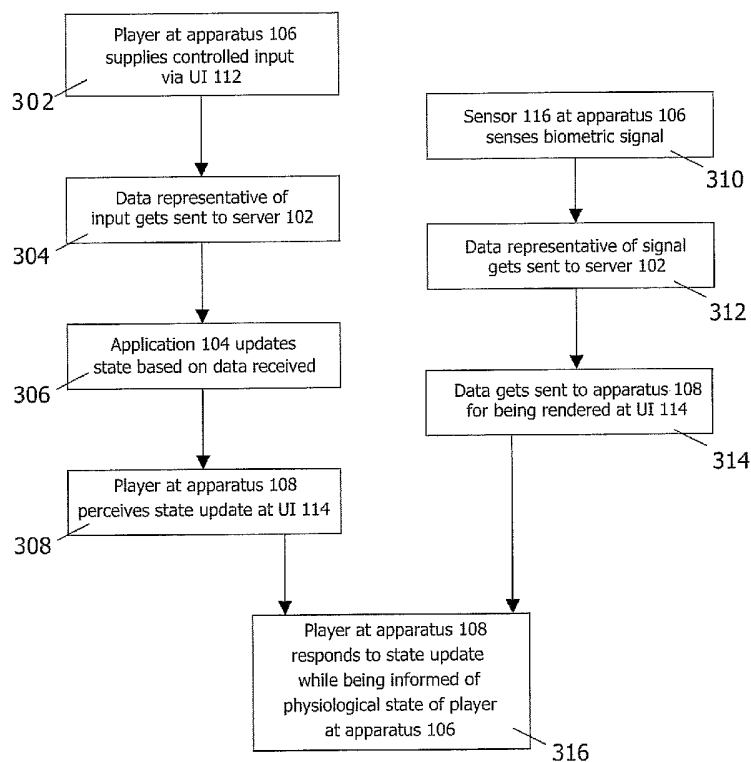 Player at apparatus 106
supplies controlled input
via UI 112
302
Data representative of
input gets sent to server 102
304
Application 104 updates
state based on data received
306
Player at apparatus 108
perceives state update at UI 114
308
Sensor 116 at apparatus 106
senses biometric signal
310
Data representative of signal
gets sent to server 102
312
Data gets sent to apparatus 108
for being rendered at UI 114
314
Player at apparatus 108
responds to state update
while being informed of
physiological state of player
at apparatus 106
316